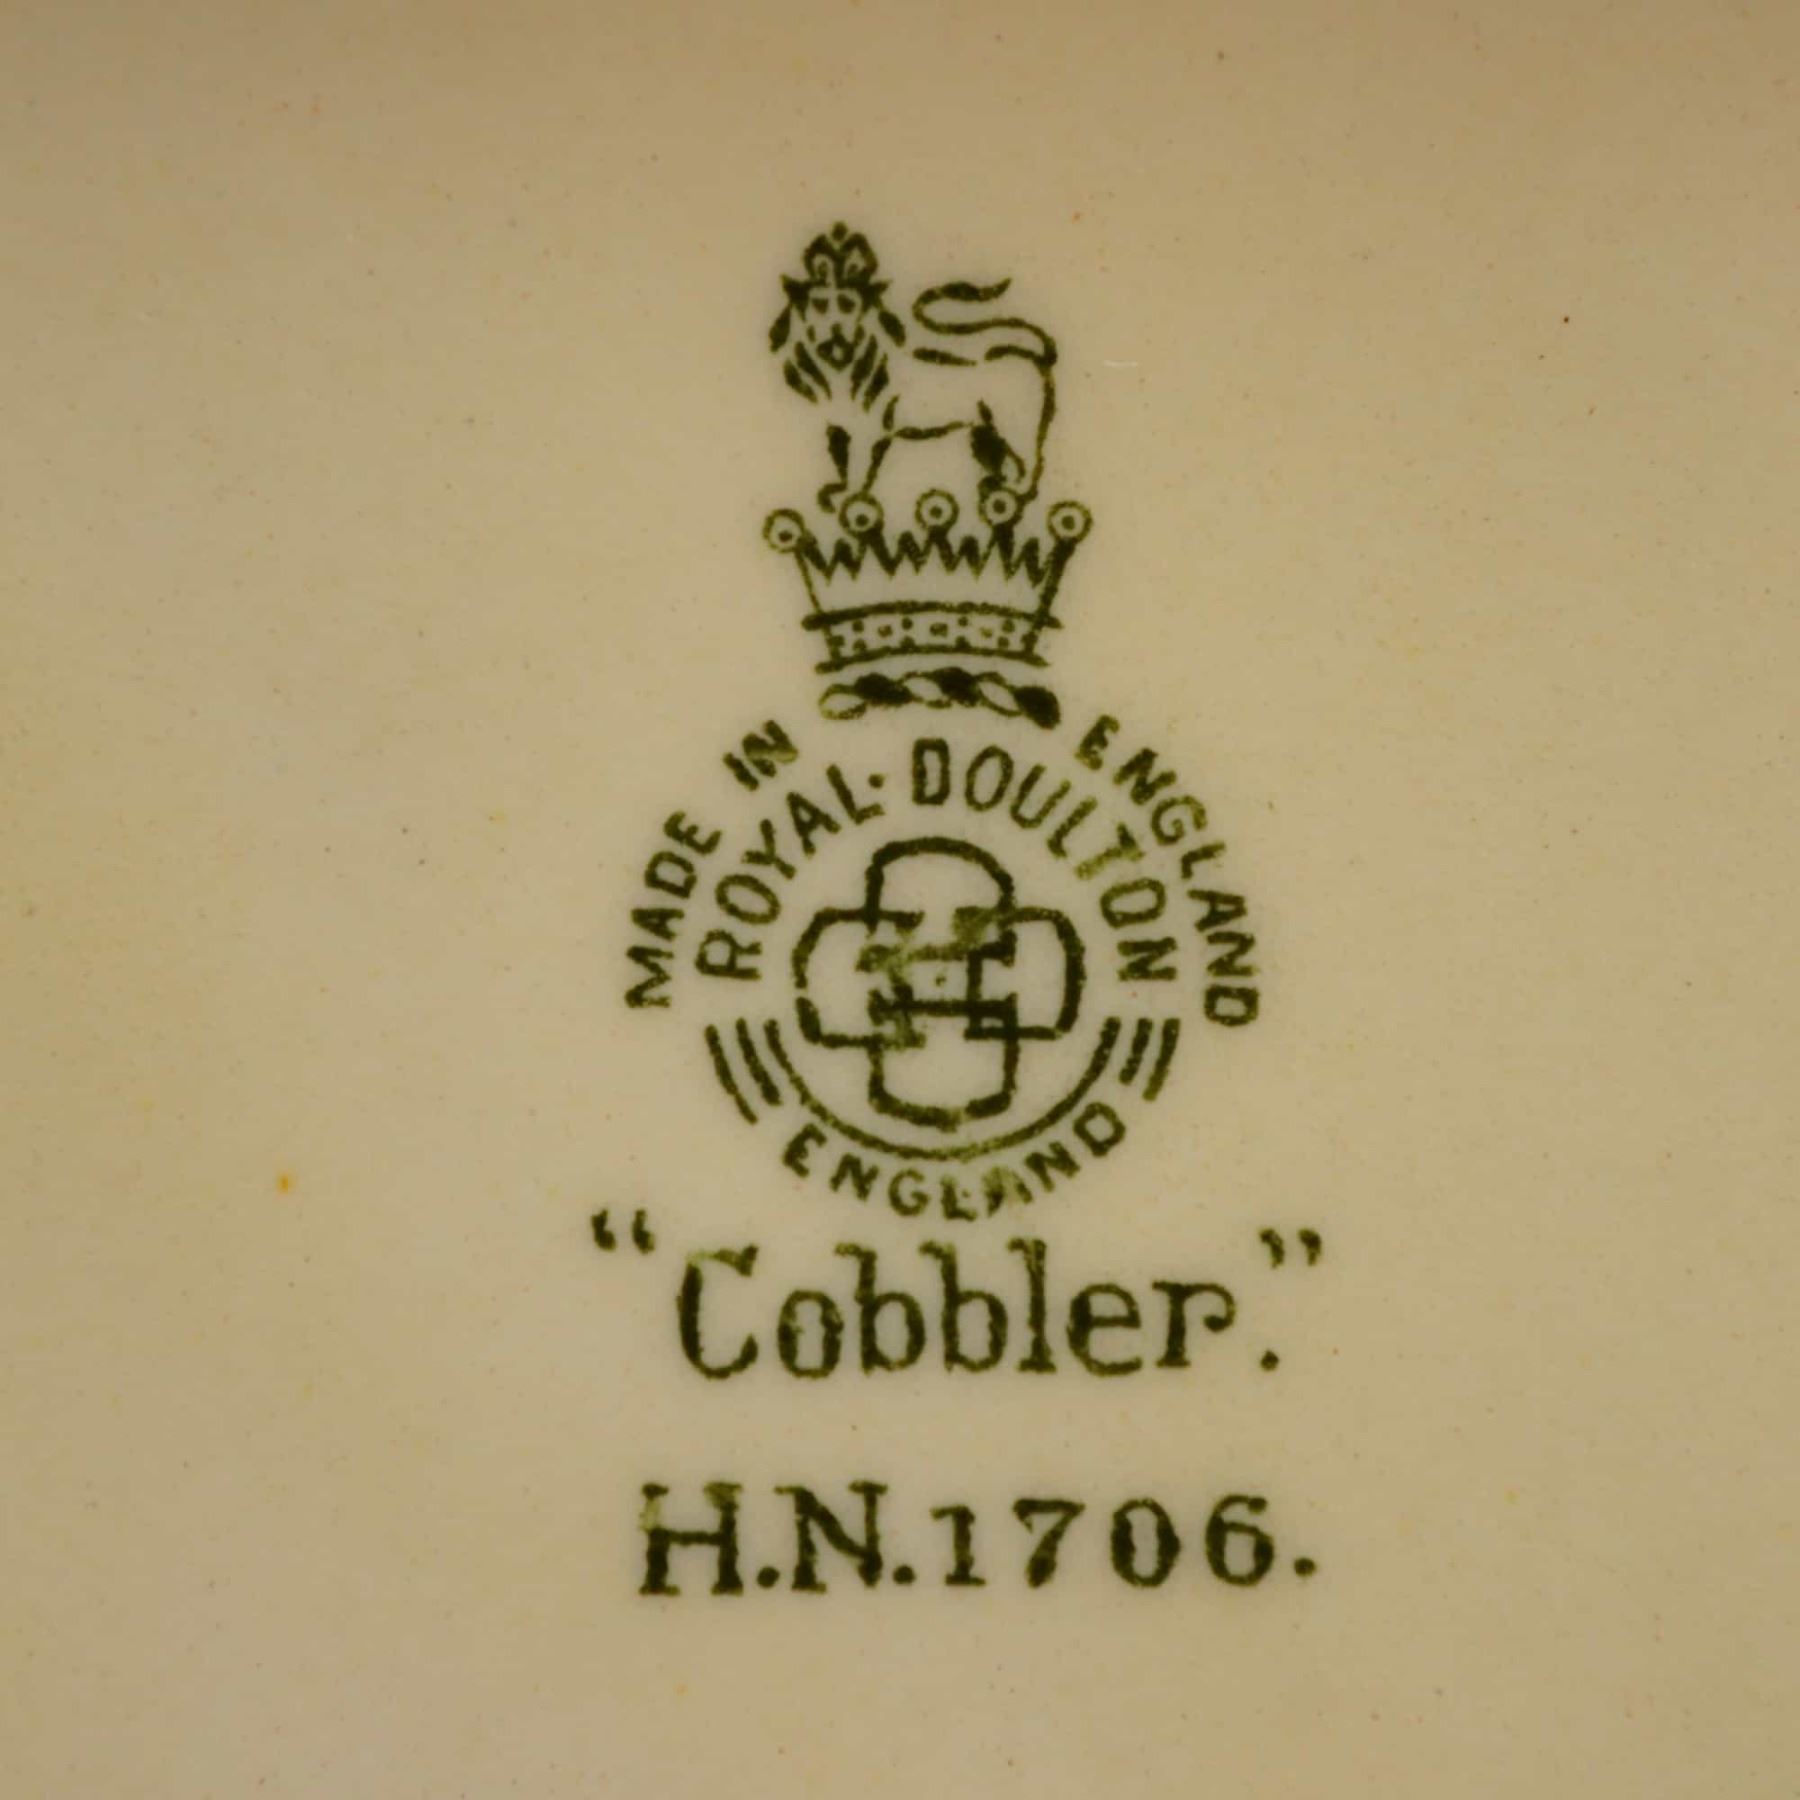 MADE IN ENGLAND
ROYAL·DOULTON
ENGLAND
“Cobbler.”
H.N.1706.